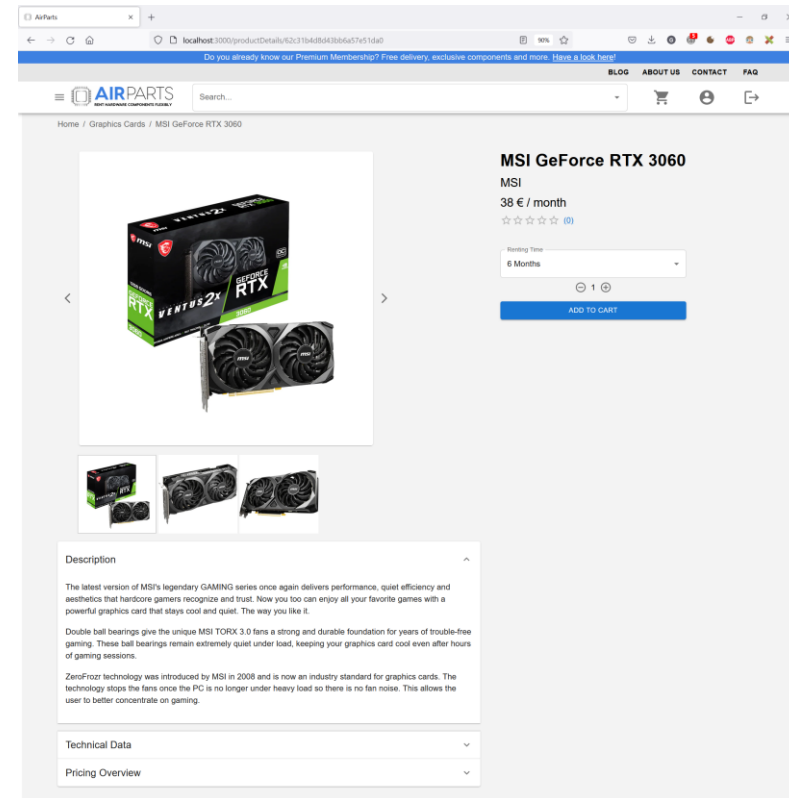 AirParts
localhost:3000/productDetails/62c31b4d8d43bb6a57e51da0
90%
Do you already know our Premium Membership? Free delivery, exclusive components and more. Have a look here!
BLOG ABOUT US CONTACT FAQ
AIRPARTS
RENT HARDWARE COMPONENTS FLEXIBLY
Search...
Home / Graphics Cards / MSI GeForce RTX 3060
MSI GeForce RTX 3060
MSI
38 € / month
(0)
Renting Time
6 Months
1
ADD TO CART
VENTUS 2X
msi
GEFORCE
RTX
3060
VENTUS 2X
GEFORCE
RTX
3060
msi
Description
The latest version of MSI's legendary GAMING series once again delivers performance, quiet efficiency and
aesthetics that hardcore gamers recognize and trust. Now you too can enjoy all your favorite games with a
powerful graphics card that stays cool and quiet. The way you like it.
Double ball bearings give the unique MSI TORX 3.0 fans a strong and durable foundation for years of trouble-free
gaming. These ball bearings remain extremely quiet under load, keeping your graphics card cool even after hours
of gaming sessions.
ZeroFrozr technology was introduced by MSI in 2008 and is now an industry standard for graphics cards. The
technology stops the fans once the PC is no longer under heavy load so there is no fan noise. This allows the
user to better concentrate on gaming.
Technical Data
Pricing Overview